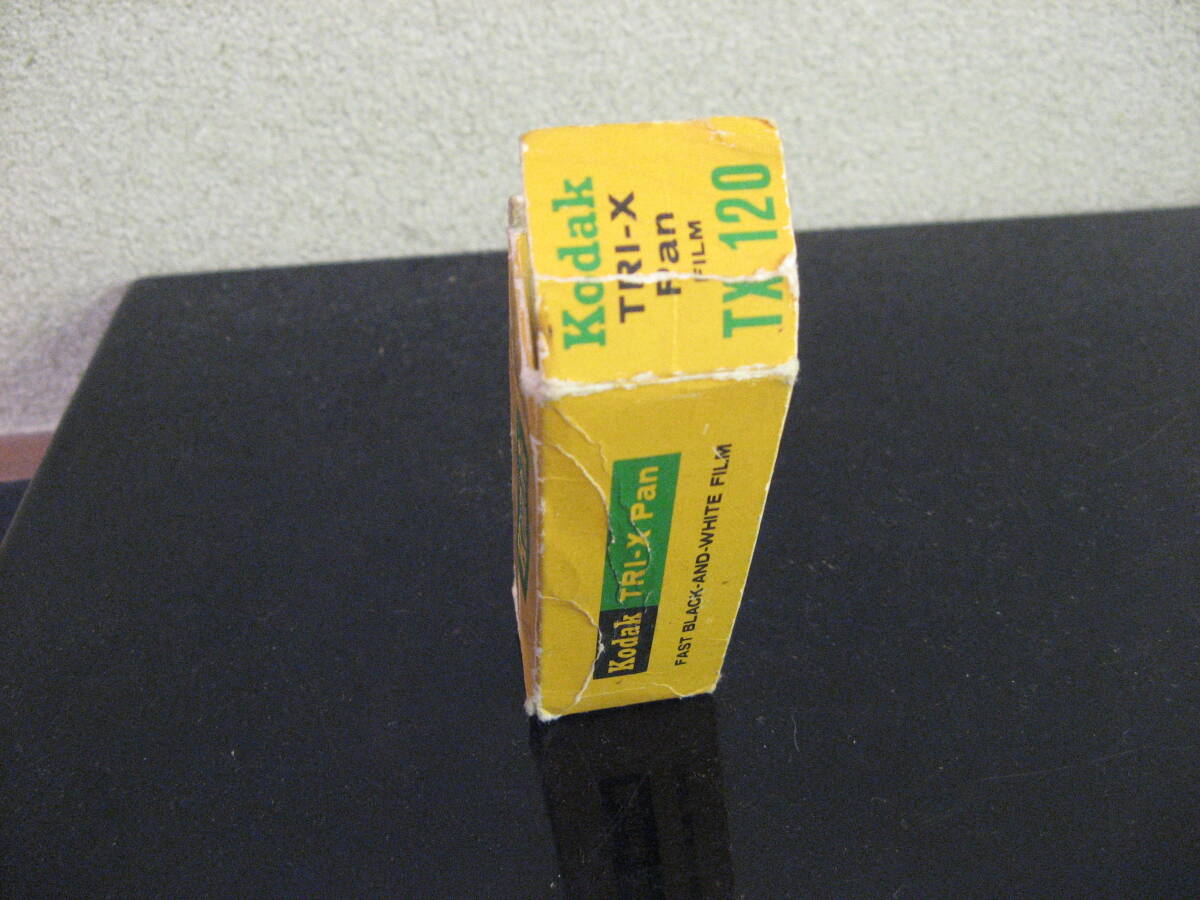 Kodak
TRI-X
Pan
FILM
TX 120
Kodak TRI-X Pan
FAST BLACK-AND-WHITE FILM